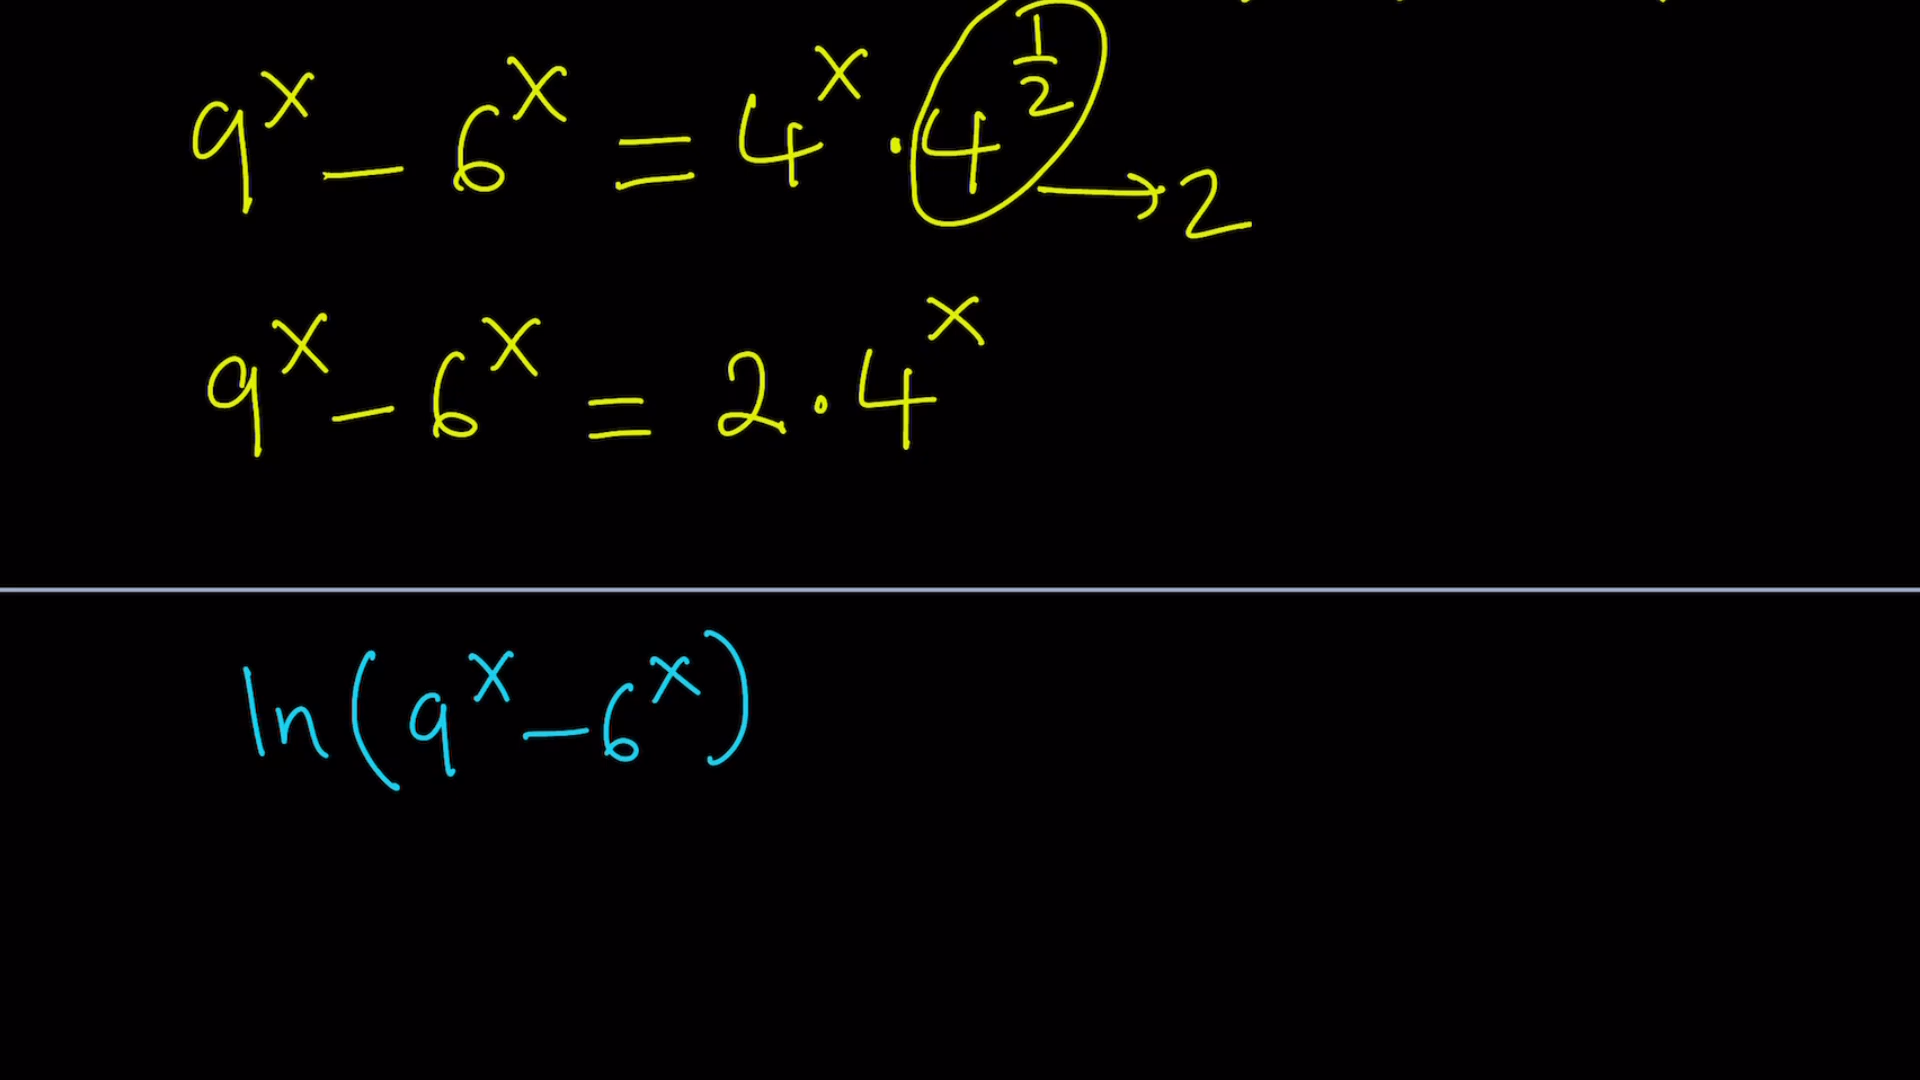 9^x - 6^x = 4^x · 4^(1/2) → 2
9^x - 6^x = 2 · 4^x
ln(9^x - 6^x)